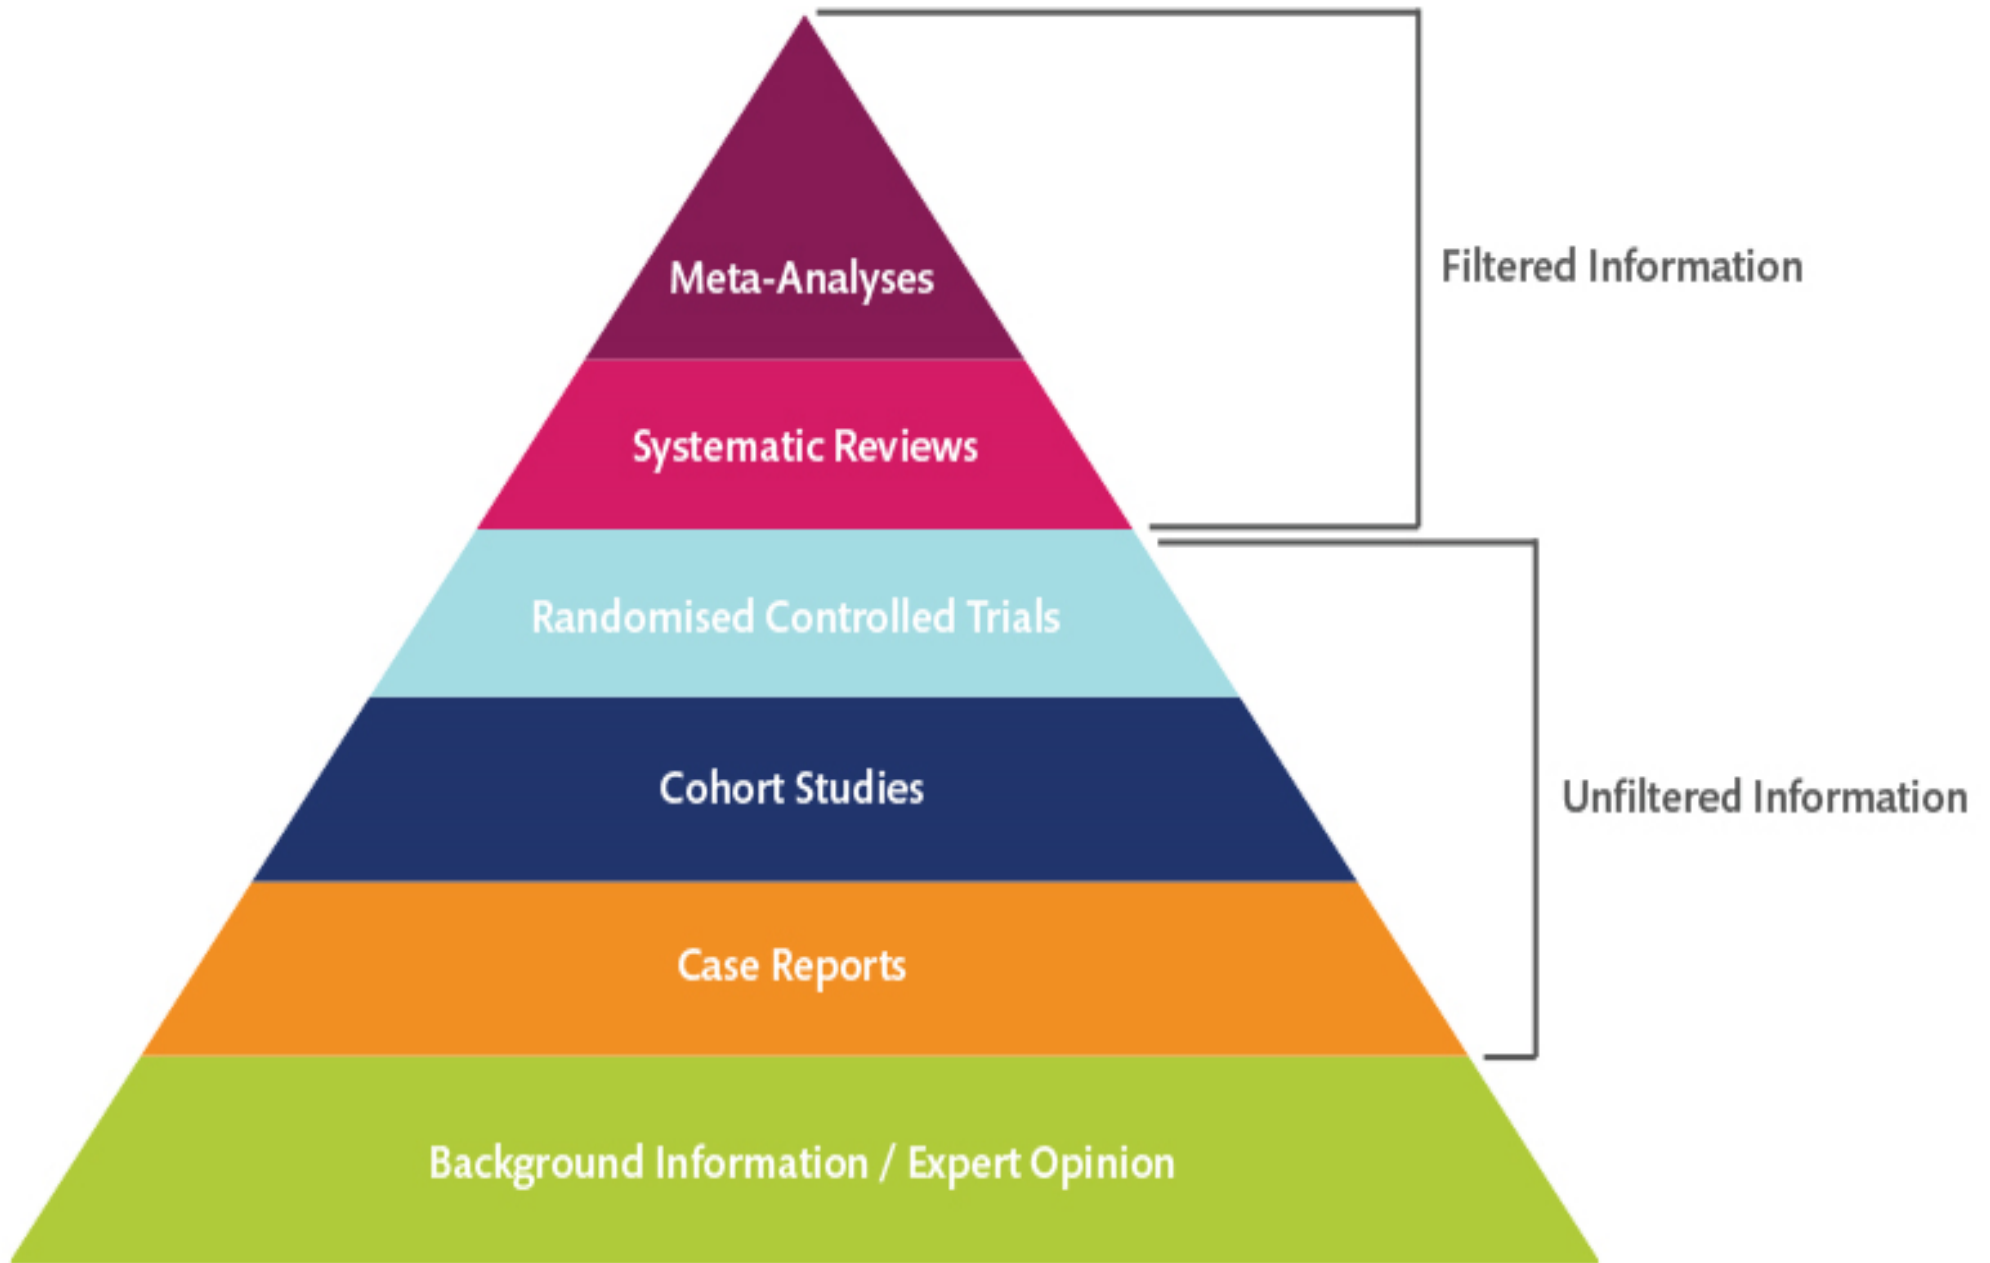 Meta-Analyses
Filtered Information
Systematic Reviews
Randomised Controlled Trials
Cohort Studies
Unfiltered Information
Case Reports
Background Information / Expert Opinion